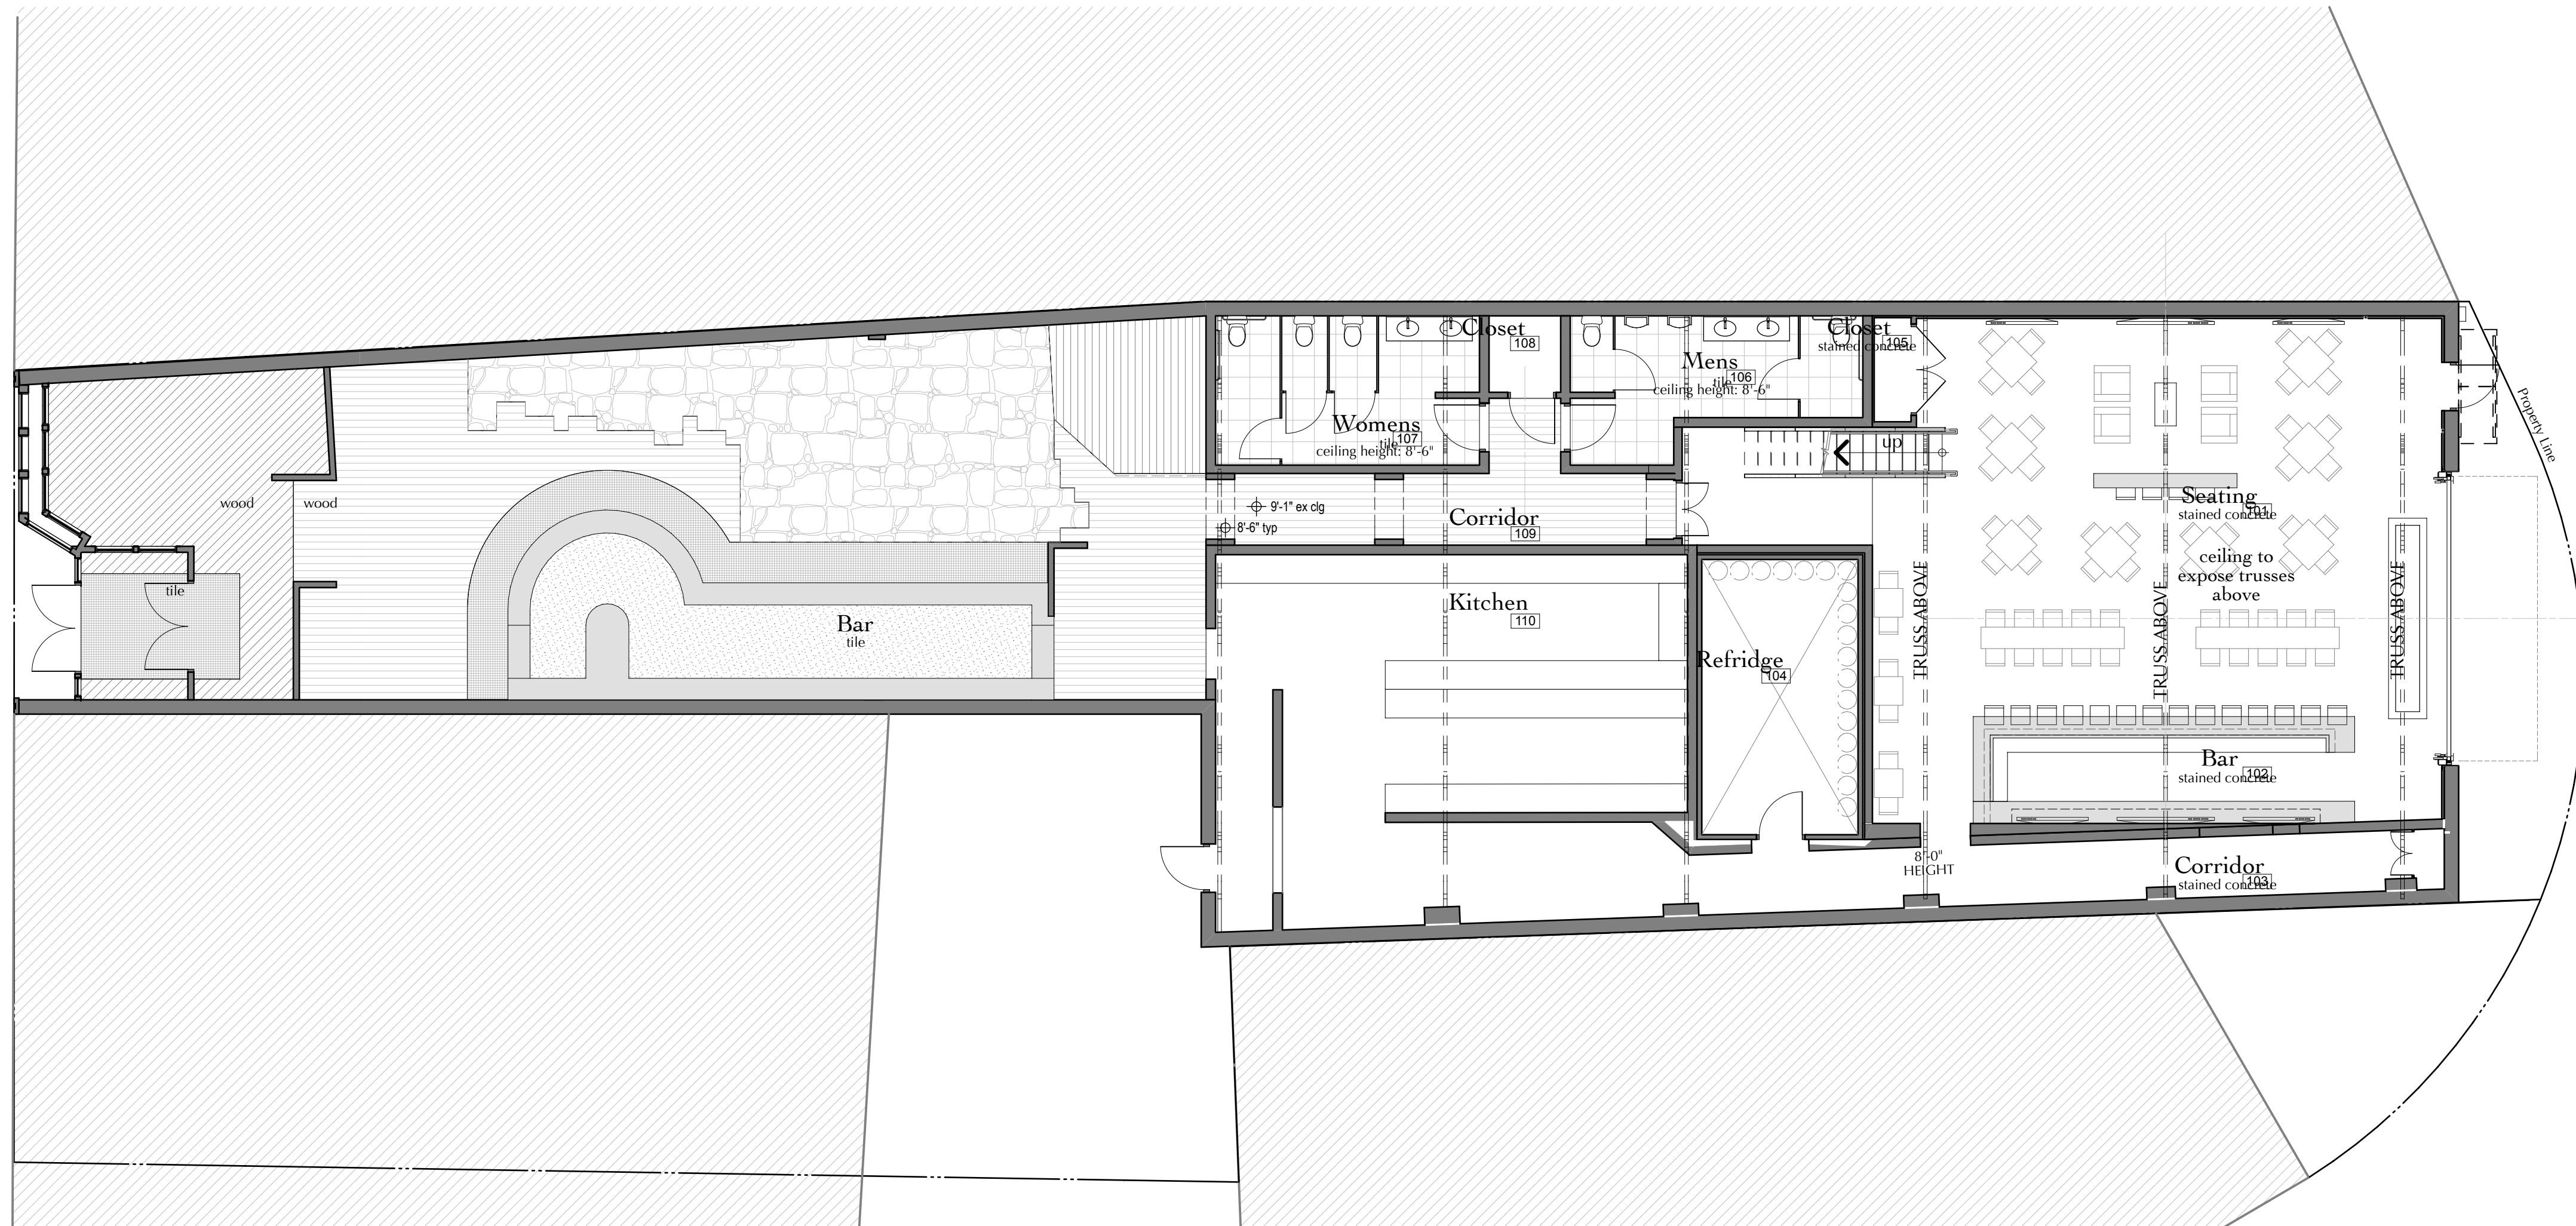 Closet
108
Closet
105
stained concrete
Mens
106
tile
ceiling height: 8'-6"
Womens
107
tile
ceiling height: 8'-6"
up
Property Line
wood
wood
9'-1" ex clg
8'-6" typ
Corridor
109
Seating
101
stained concrete
ceiling to
expose trusses
above
tile
Bar
tile
Kitchen
110
Refridge
104
TRUSS ABOVE
TRUSS ABOVE
TRUSS ABOVE
Bar
102
stained concrete
8'-0"
HEIGHT
Corridor
103
stained concrete